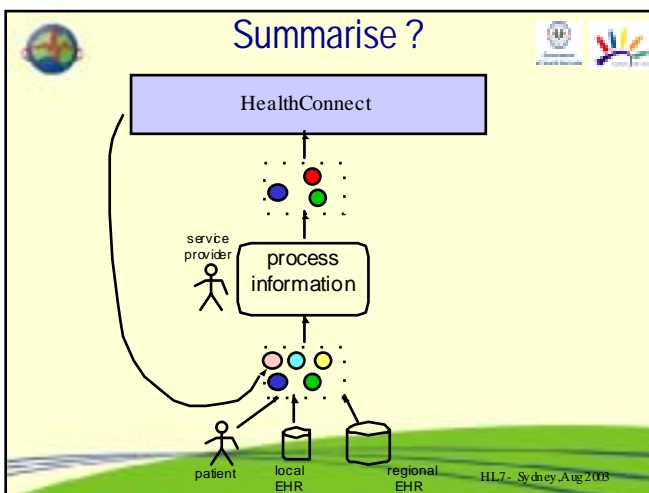 Summarise ?
HealthConnect
service
provider
process
information
patient
local
EHR
regional
EHR
HL7 - Sydney,Aug 2003